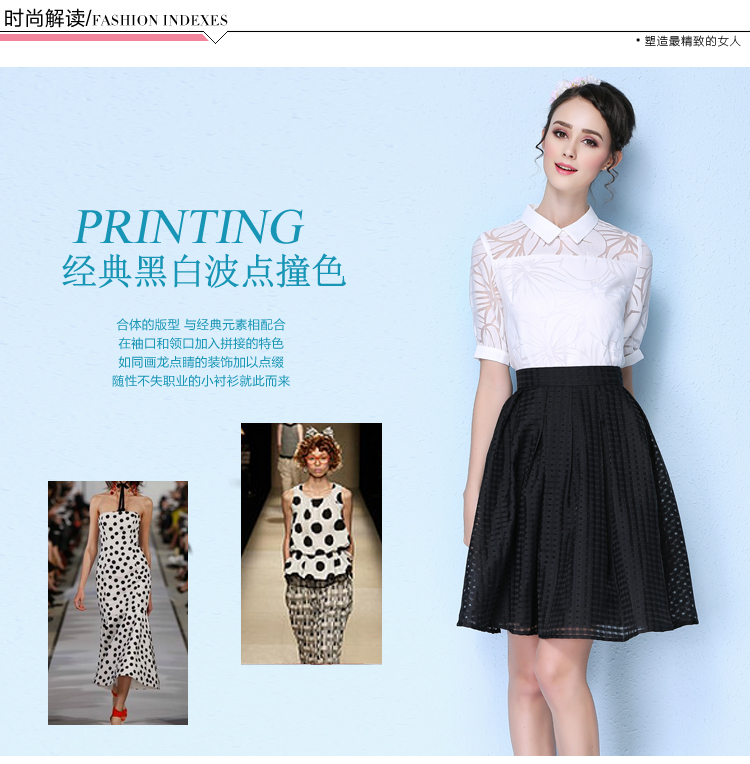 时尚解读/FASHION INDEXES
• 塑造最精致的女人
PRINTING
经典黑白波点撞色
合体的版型 与经典元素相配合
在袖口和领口加入拼接的特色
如同画龙点睛的装饰加以点缀
随性不失职业的小衬衫就此而来